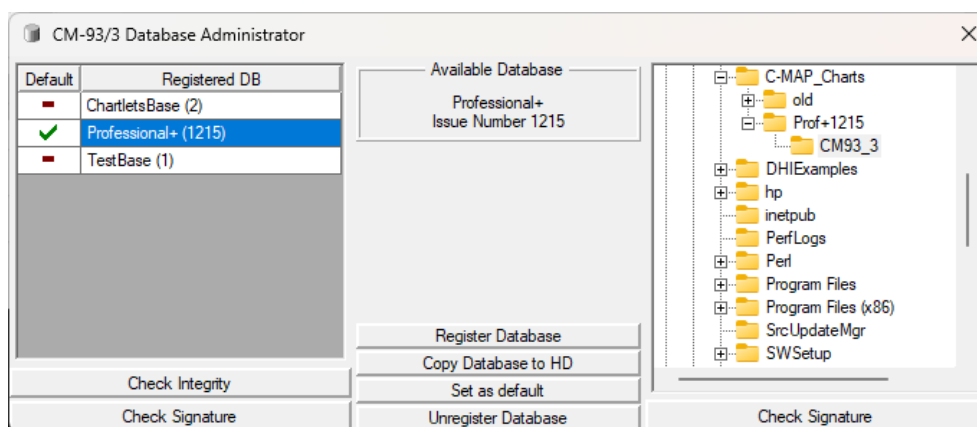 CM-93/3 Database Administrator
Default Registered DB
ChartletsBase (2)
Professional+ (1215)
TestBase (1)
Check Integrity
Check Signature
Available Database
Professional+
Issue Number 1215
Register Database
Copy Database to HD
Set as default
Unregister Database
C-MAP_Charts
old
Prof+1215
CM93_3
DHIExamples
hp
inetpub
PerfLogs
Perl
Program Files
Program Files (x86)
SrcUpdateMgr
SWSetup
Check Signature